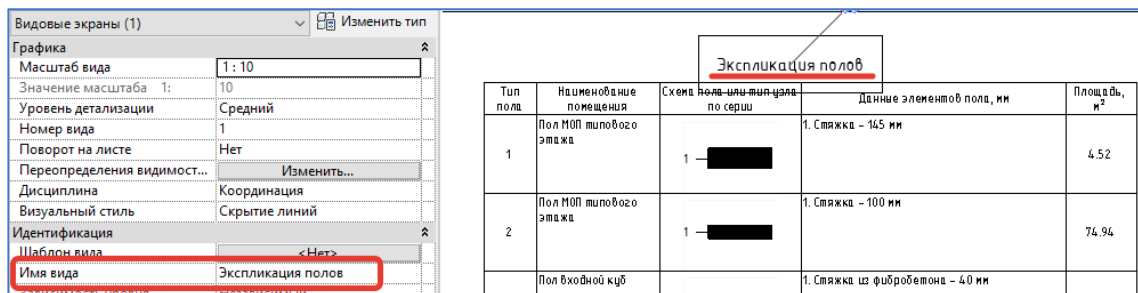 Видовые экраны (1)
Изменить тип
Графика
Масштаб вида 1 : 10
Значение масштаба 1: 10
Уровень детализации Средний
Номер вида 1
Поворот на листе Нет
Переопределения видимост... Изменить...
Дисциплина Координация
Визуальный стиль Скрытие линий
Идентификация
Шаблон вида <Нет>
Имя вида Экспликация полов
Экспликация полов
Тип пола
Наименование помещения
Схема пола или тип узла по серии
Данные элементов пола, мм
Площадь, м²
1
Пол МОП типового этажа
1
1. Стяжка - 145 мм
4.52
2
Пол МОП типового этажа
1
1. Стяжка - 100 мм
74.94
Пол входной куб
1. Стяжка из фибробетона - 40 мм